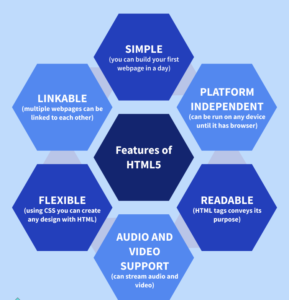 SIMPLE
(you can build your first
webpage in a day)
LINKABLE
(multiple webpages can be
linked to each other)
PLATFORM
INDEPENDENT
(can be run on any device
until it has browser)
Features of
HTML5
FLEXIBLE
(using CSS you can create
any design with HTML)
READABLE
(HTML tags conveys its
purpose)
AUDIO AND
VIDEO
SUPPORT
(can stream audio and
video)